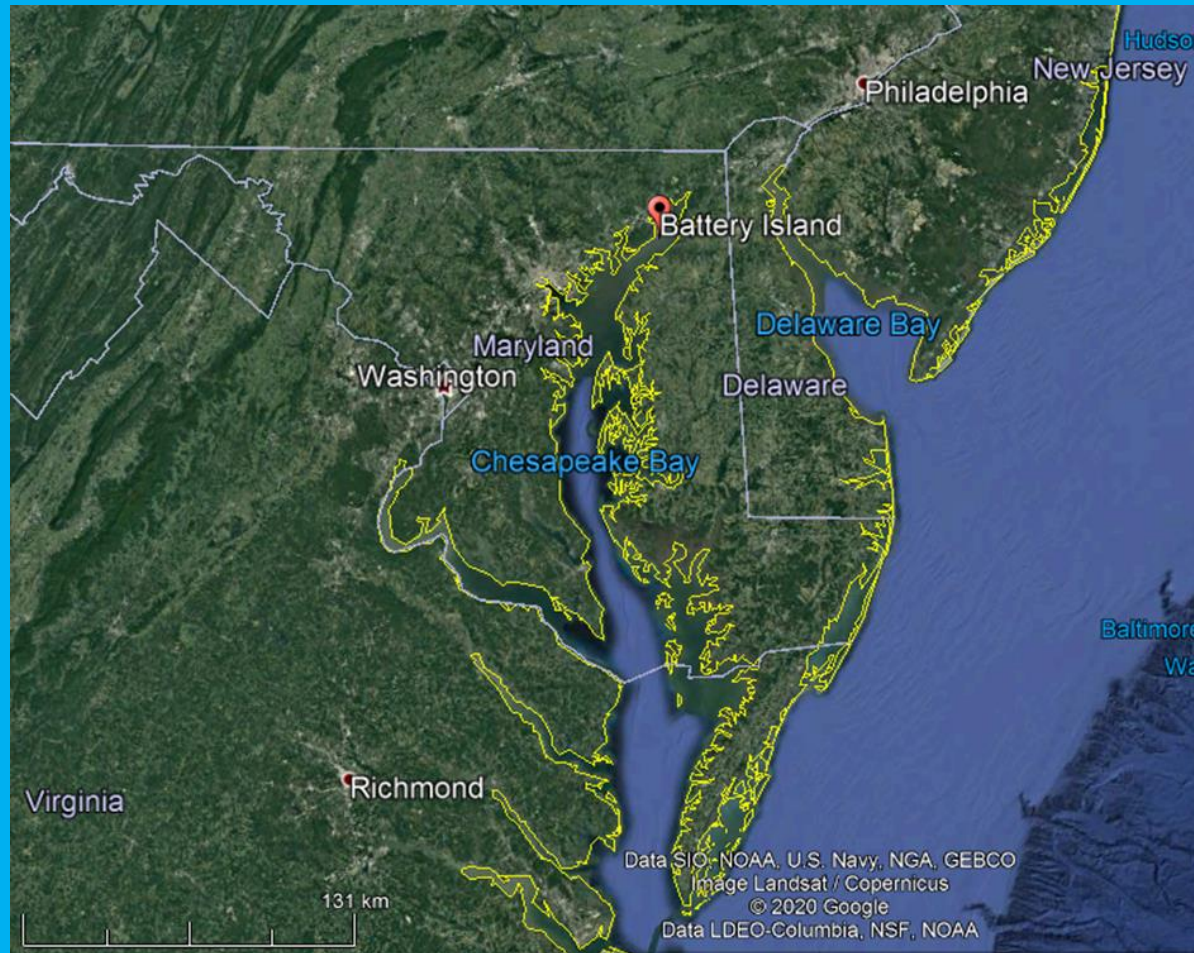 Hudso
New Jersey
Philadelphia
Battery Island
Delaware Bay
Maryland
Washington
Delaware
Chesapeake Bay
Baltimore
Wa
Richmond
Virginia
Data SIO, NOAA, U.S. Navy, NGA, GEBCO
Image Landsat / Copernicus
131 km
© 2020 Google
Data LDEO-Columbia, NSF, NOAA